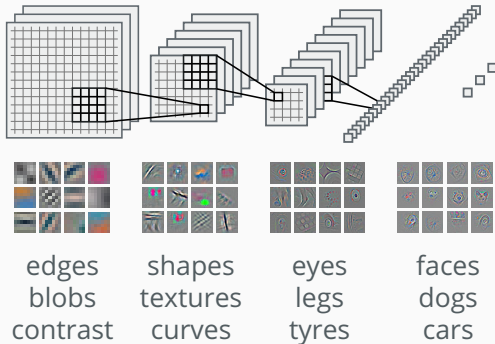 edges
blobs
contrast
shapes
textures
curves
eyes
legs
tyres
faces
dogs
cars